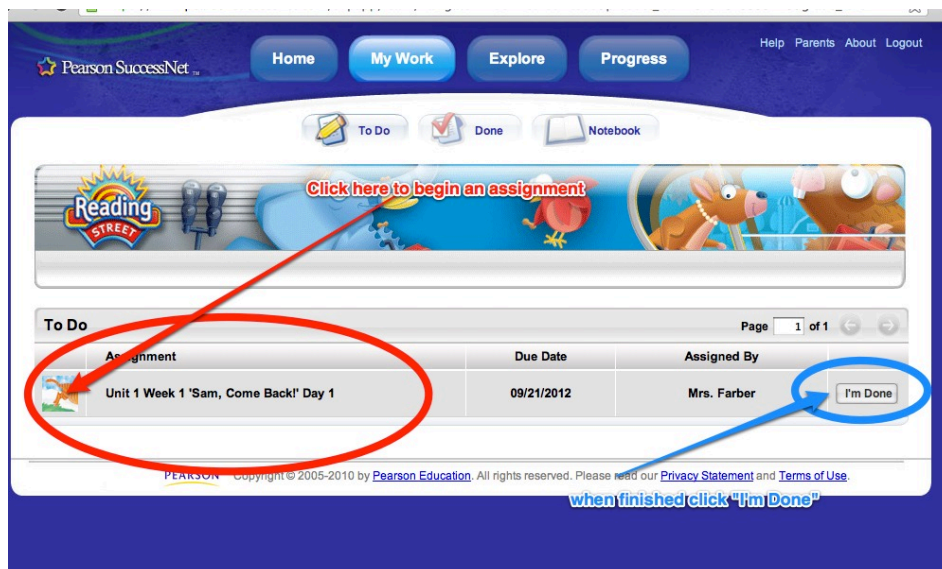 Help Parents About Logout
Pearson SuccessNet TM
Home My Work Explore Progress
To Do Done Notebook
Click here to begin an assignment
Reading
STREET
To Do
Page 1 of 1
Assignment Due Date Assigned By
Unit 1 Week 1 'Sam, Come Back!' Day 1 09/21/2012 Mrs. Farber I'm Done
PEARSON Copyright © 2005-2010 by Pearson Education. All rights reserved. Please read our Privacy Statement and Terms of Use.
when finished click "I'm Done"